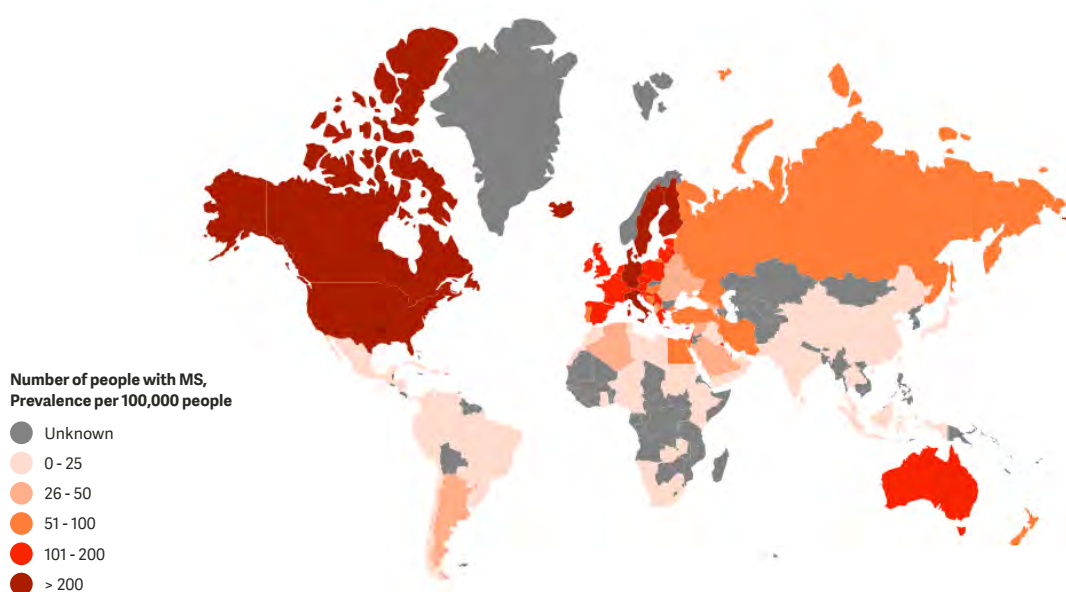 Number of people with MS,
Prevalence per 100,000 people
Unknown
0 - 25
26 - 50
51 - 100
101 - 200
> 200